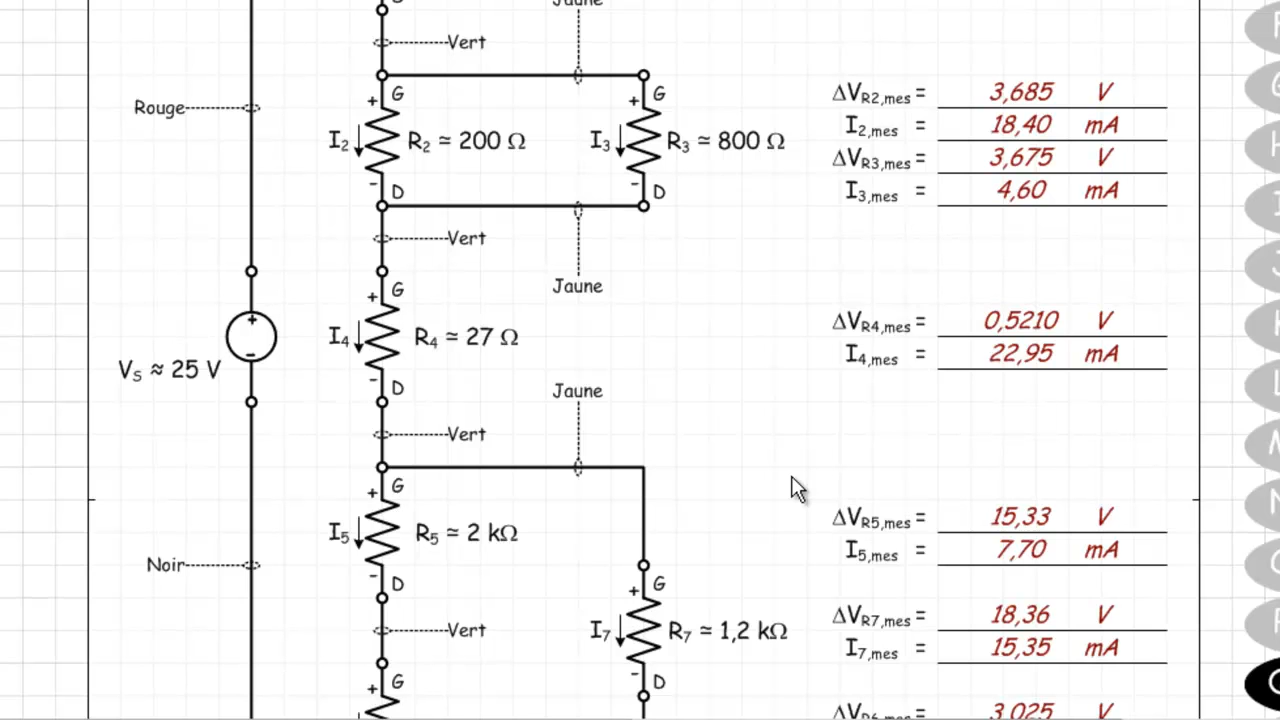 Jaune
Vert
Rouge
+ G
I2 R2 ≃ 200 Ω
- D
+ G
I3 R3 ≃ 800 Ω
- D
ΔVR2,mes = 3,685 V
I2,mes = 18,40 mA
ΔVR3,mes = 3,675 V
I3,mes = 4,60 mA
Vert
Jaune
+ G
I4 R4 ≃ 27 Ω
- D
ΔVR4,mes = 0,5210 V
I4,mes = 22,95 mA
+
-
VS ≈ 25 V
Jaune
Vert
+ G
I5 R5 ≃ 2 kΩ
- D
ΔVR5,mes = 15,33 V
I5,mes = 7,70 mA
Noir
Vert
+ G
I7 R7 ≃ 1,2 kΩ
- D
ΔVR7,mes = 18,36 V
I7,mes = 15,35 mA
+ G
ΔVR6,mes = 3,025 V